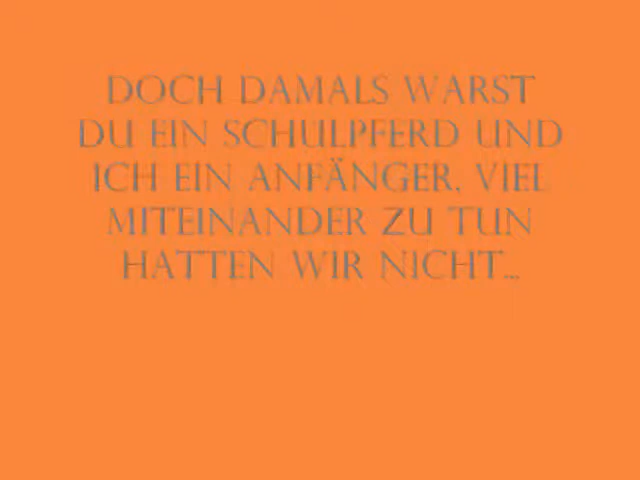 DOCH DAMALS WARST
DU EIN SCHULPFERD UND
ICH EIN ANFÄNGER, VIEL
MITEINANDER ZU TUN
HATTEN WIR NICHT...